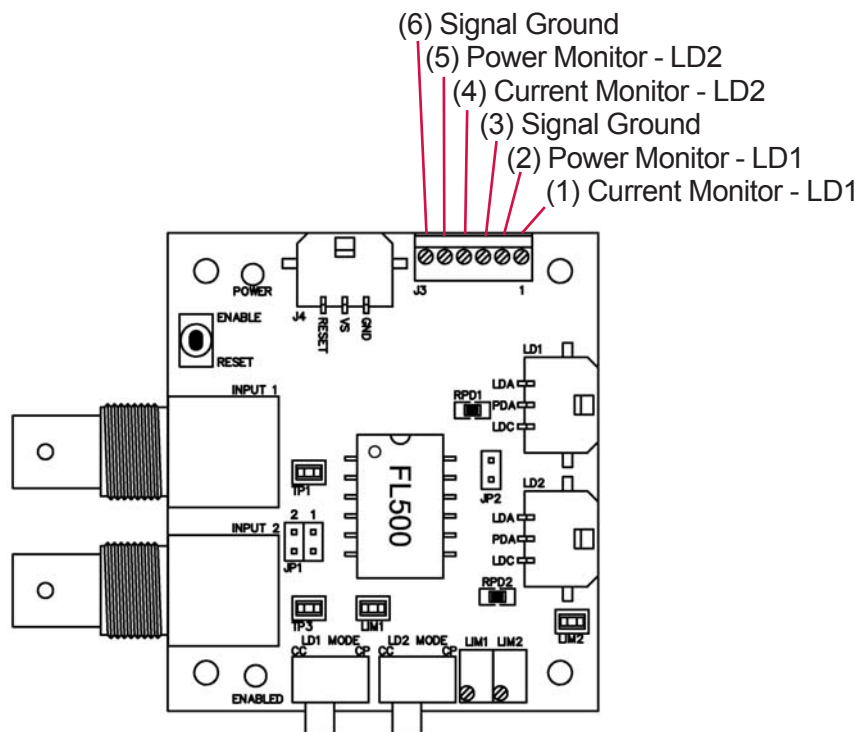 (6) Signal Ground
(5) Power Monitor - LD2
(4) Current Monitor - LD2
(3) Signal Ground
(2) Power Monitor - LD1
(1) Current Monitor - LD1
POWER
J4
RESET
VS
GND
J3
1
ENABLE
RESET
INPUT 1
LD1
LDA
PDA
LDC
RPD1
TP1
FL500
JP2
LD2
INPUT 2
2 1
JP1
LDA
PDA
LDC
RPD2
TP3
LIM1
LIM2
LD1 MODE
CC CP
LD2 MODE
CC CP
LIM1 LIM2
ENABLED